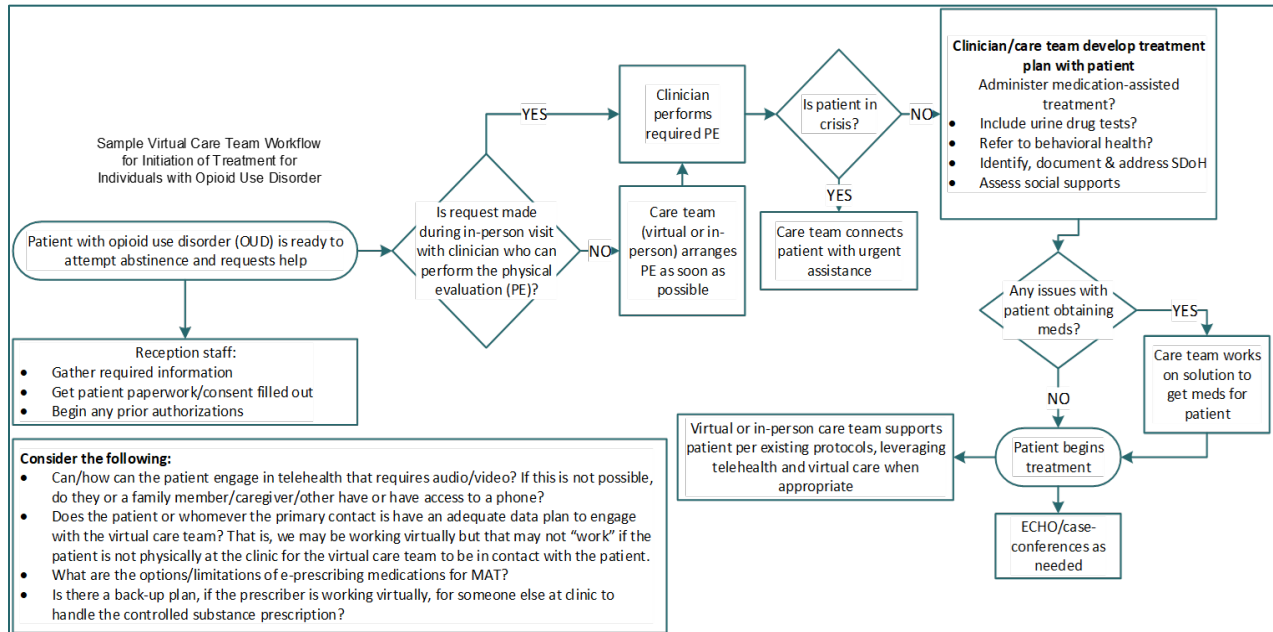 Sample Virtual Care Team Workflow
for Initiation of Treatment for
Individuals with Opioid Use Disorder
Patient with opioid use disorder (OUD) is ready to
attempt abstinence and requests help
Reception staff:
• Gather required information
• Get patient paperwork/consent filled out
• Begin any prior authorizations
Is request made
during in-person visit
with clinician who can
perform the physical
evaluation (PE)?
YES
NO
Clinician
performs
required PE
Care team
(virtual or in-
person) arranges
PE as soon as
possible
Is patient in
crisis?
NO
YES
Care team connects
patient with urgent
assistance
Clinician/care team develop treatment
plan with patient
Administer medication-assisted
treatment?
• Include urine drug tests?
• Refer to behavioral health?
• Identify, document & address SDoH
• Assess social supports
Any issues with
patient obtaining
meds?
YES
NO
Care team works
on solution to
get meds for
patient
Patient begins
treatment
Virtual or in-person care team supports
patient per existing protocols, leveraging
telehealth and virtual care when
appropriate
ECHO/case-
conferences as
needed
Consider the following:
• Can/how can the patient engage in telehealth that requires audio/video? If this is not possible,
do they or a family member/caregiver/other have or have access to a phone?
• Does the patient or whomever the primary contact is have an adequate data plan to engage
with the virtual care team? That is, we may be working virtually but that may not “work” if the
patient is not physically at the clinic for the virtual care team to be in contact with the patient.
• What are the options/limitations of e-prescribing medications for MAT?
• Is there a back-up plan, if the prescriber is working virtually, for someone else at clinic to
handle the controlled substance prescription?